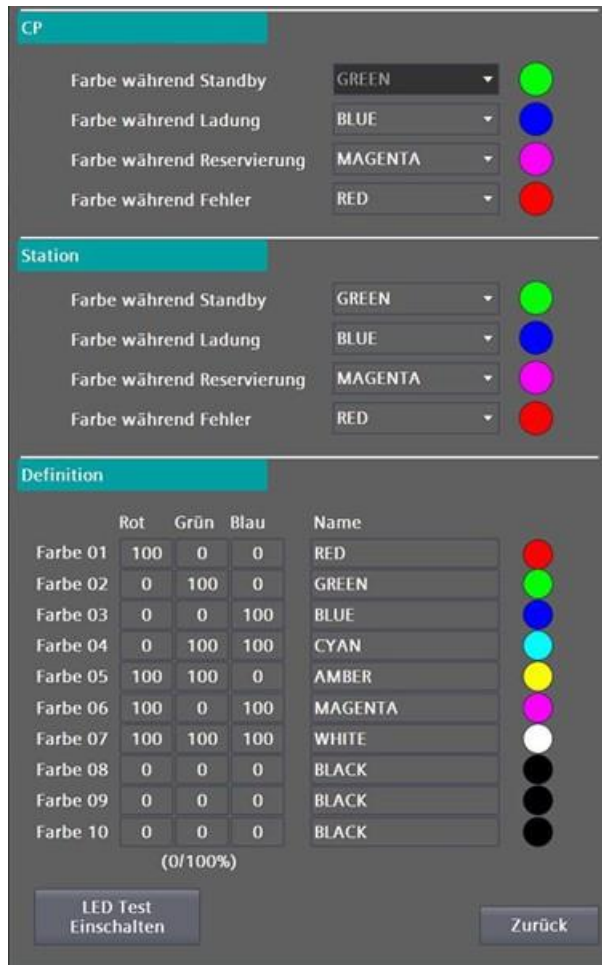 CP
Farbe während Standby GREEN
Farbe während Ladung BLUE
Farbe während Reservierung MAGENTA
Farbe während Fehler RED
Station
Farbe während Standby GREEN
Farbe während Ladung BLUE
Farbe während Reservierung MAGENTA
Farbe während Fehler RED
Definition
Rot Grün Blau Name
Farbe 01 100 0 0 RED
Farbe 02 0 100 0 GREEN
Farbe 03 0 0 100 BLUE
Farbe 04 0 100 100 CYAN
Farbe 05 100 100 0 AMBER
Farbe 06 100 0 100 MAGENTA
Farbe 07 100 100 100 WHITE
Farbe 08 0 0 0 BLACK
Farbe 09 0 0 0 BLACK
Farbe 10 0 0 0 BLACK
(0/100%)
LED Test
Einschalten
Zurück